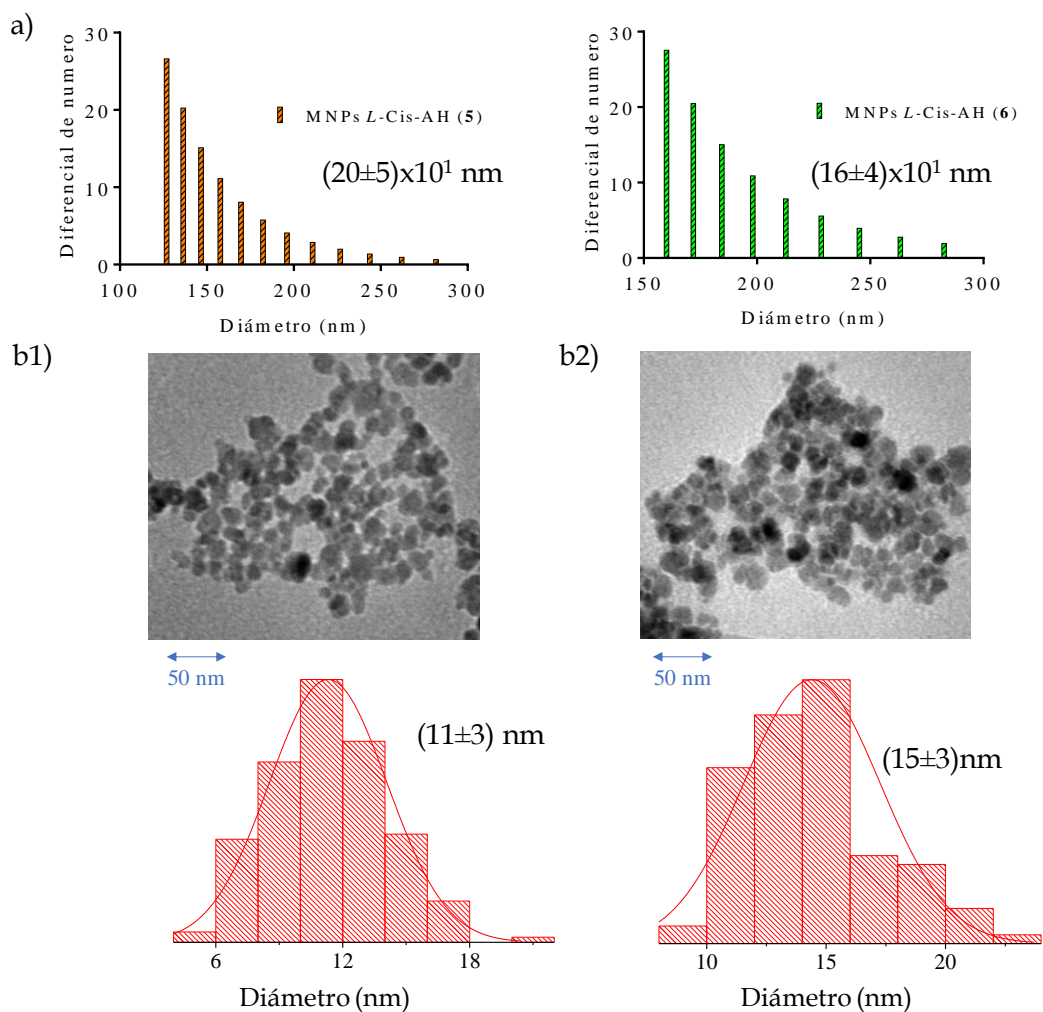 a)
30
20
10
0
Diferencial de numero
MNPs L-Cis-AH (5)
(20±5)x10¹ nm
100 150 200 250 300
Diámetro (nm)
30
20
10
0
Diferencial de numero
MNPs L-Cis-AH (6)
(16±4)x10¹ nm
150 200 250 300
Diámetro (nm)
b1)
50 nm
(11±3) nm
6 12 18
Diámetro (nm)
b2)
50 nm
(15±3)nm
10 15 20
Diámetro (nm)